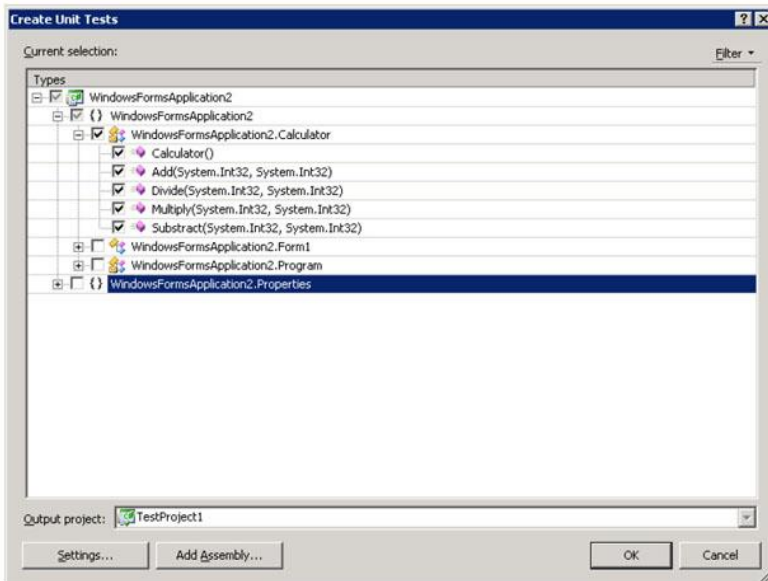 Create Unit Tests
Current selection:
Filter
Types
WindowsFormsApplication2
{} WindowsFormsApplication2
WindowsFormsApplication2.Calculator
Calculator()
Add(System.Int32, System.Int32)
Divide(System.Int32, System.Int32)
Multiply(System.Int32, System.Int32)
Substract(System.Int32, System.Int32)
WindowsFormsApplication2.Form1
WindowsFormsApplication2.Program
{} WindowsFormsApplication2.Properties
Output project: TestProject1
Settings... Add Assembly... OK Cancel